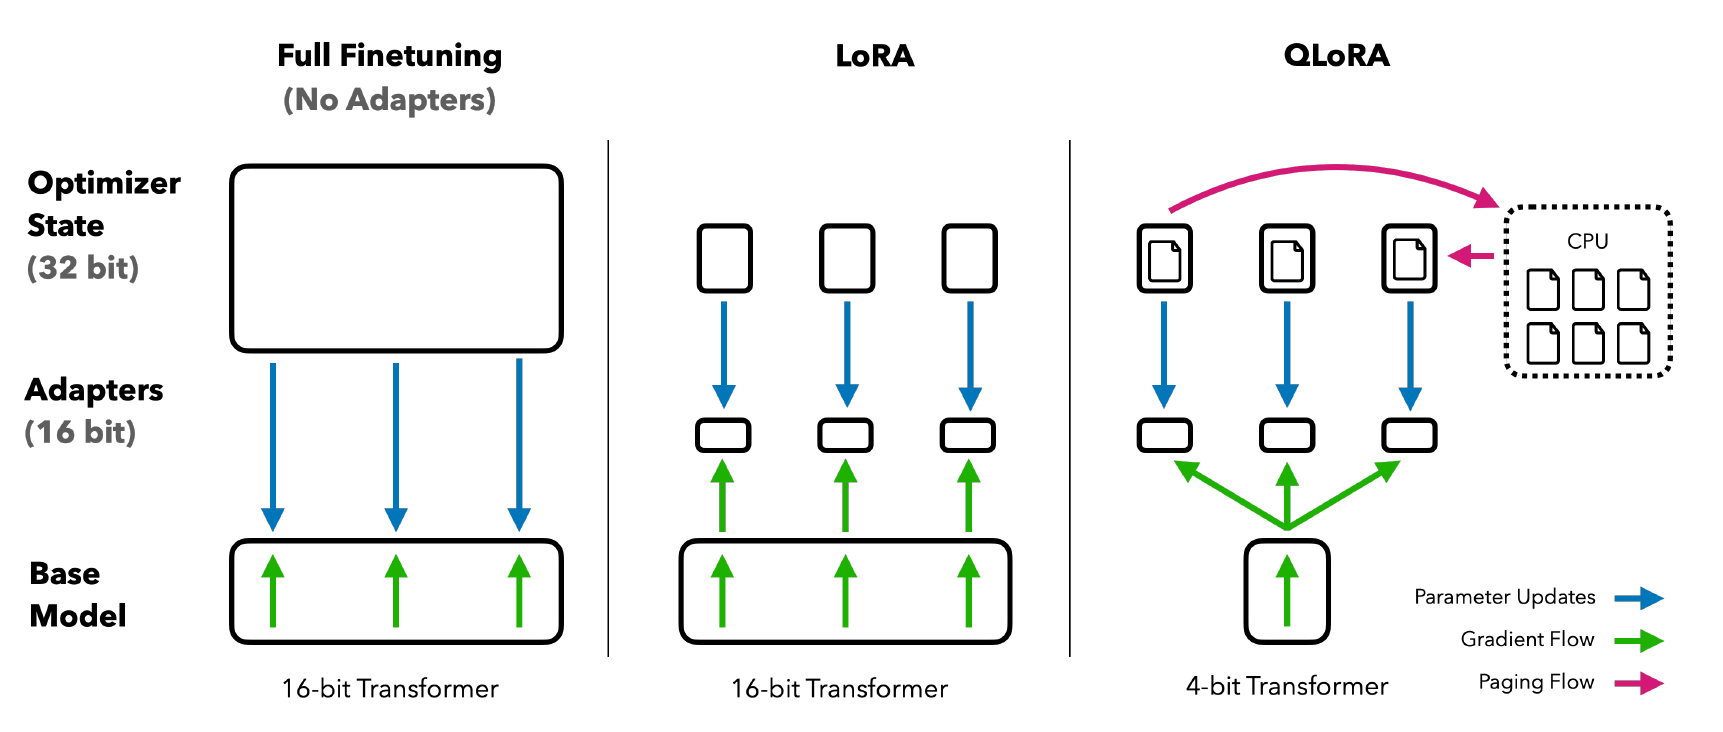 Full Finetuning
(No Adapters)
LoRA
QLoRA
Optimizer
State
(32 bit)
CPU
Adapters
(16 bit)
Base
Model
Parameter Updates
Gradient Flow
Paging Flow
16-bit Transformer
16-bit Transformer
4-bit Transformer